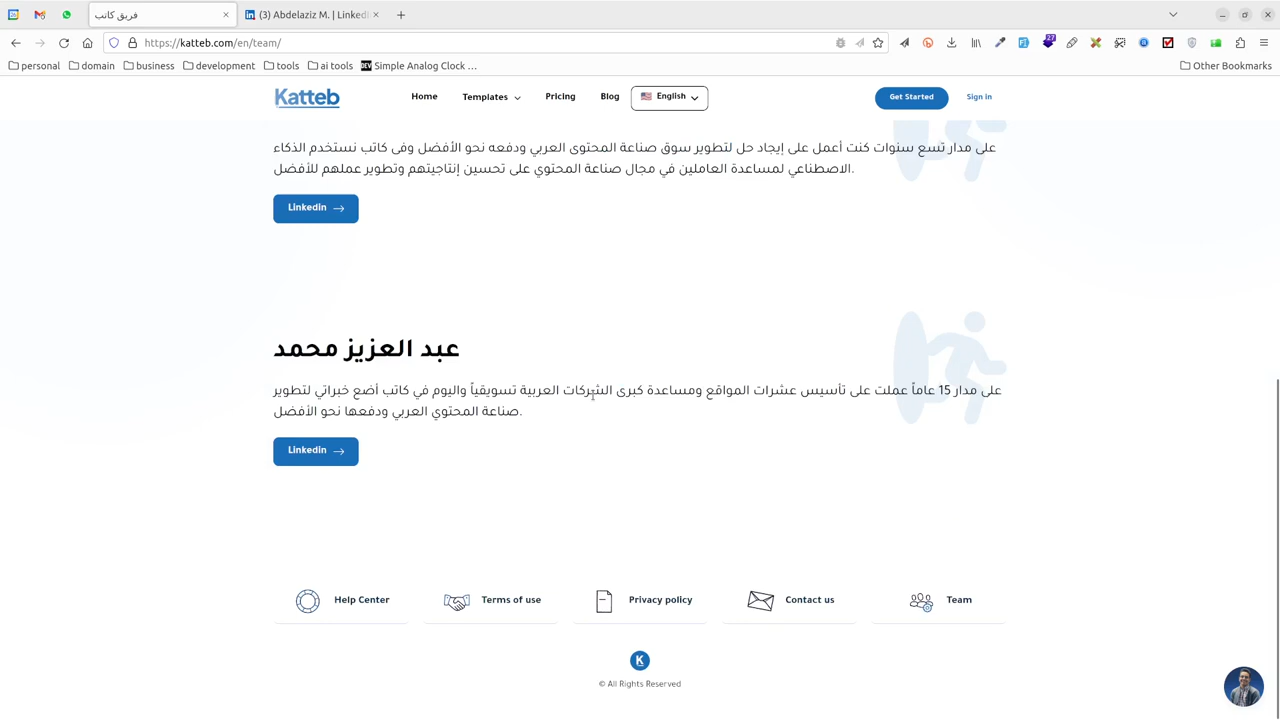 فريق كاتب
(3) Abdelaziz M. | Linked
https://katteb.com/en/team/
27
personal
domain
business
development
tools
ai tools
DEV Simple Analog Clock …
Other Bookmarks
Katteb
Home
Templates
Pricing
Blog
English
Get Started
Sign in
على مدار تسع سنوات كنت أعمل على إيجاد حل لتطوير سوق صناعة المحتوى العربي ودفعه نحو الأفضل وفى كاتب نستخدم الذكاء
الاصطناعي لمساعدة العاملين في مجال صناعة المحتوي على تحسين إنتاجيتهم وتطوير عملهم للأفضل.
Linkedin
عبد العزيز محمد
على مدار 15 عاماً عملت على تأسيس عشرات المواقع ومساعدة كبرى الشركات العربية تسويقياً واليوم في كاتب أضع خبراتي لتطوير
صناعة المحتوي العربي ودفعها نحو الأفضل.
Linkedin
Help Center
Terms of use
Privacy policy
Contact us
Team
K
© All Rights Reserved